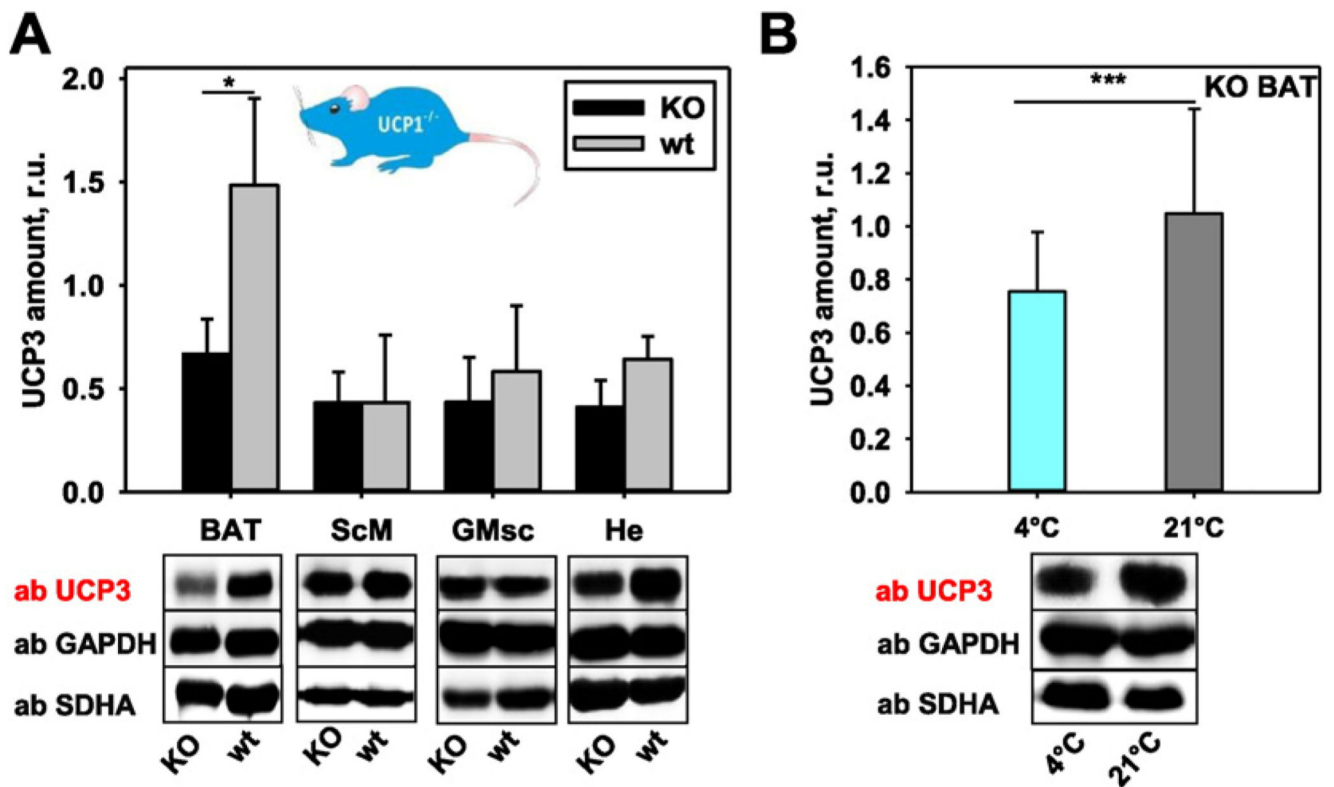 A
2.0
1.5
1.0
0.5
0.0
UCP3 amount, r.u.
*
UCP1-/-
KO
wt
BAT ScM GMsc He
ab UCP3
ab GAPDH
ab SDHA
KO wt KO wt KO wt KO wt
B
1.6
1.4
1.2
1.0
0.8
0.6
0.4
0.2
0.0
UCP3 amount, r.u.
***
KO BAT
4°C 21°C
ab UCP3
ab GAPDH
ab SDHA
4°C 21°C